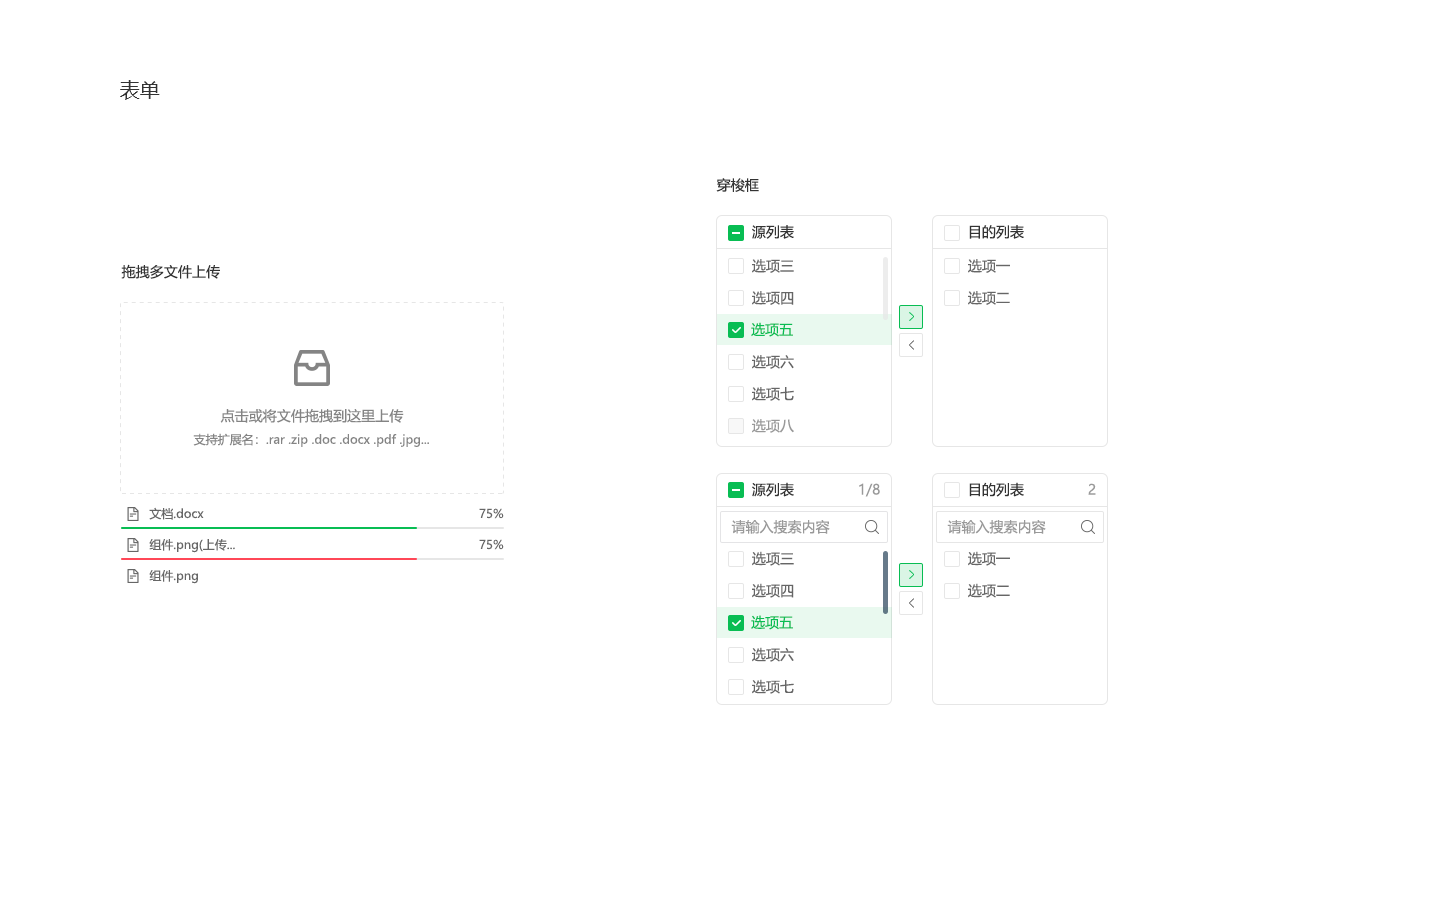 表单
拖拽多文件上传
点击或将文件拖拽到这里上传
支持扩展名：.rar .zip .doc .docx .pdf .jpg...
文档.docx 75%
组件.png(上传... 75%
组件.png
穿梭框
源列表
选项三
选项四
选项五
选项六
选项七
选项八
目的列表
选项一
选项二
源列表 1/8
请输入搜索内容
选项三
选项四
选项五
选项六
选项七
目的列表 2
请输入搜索内容
选项一
选项二